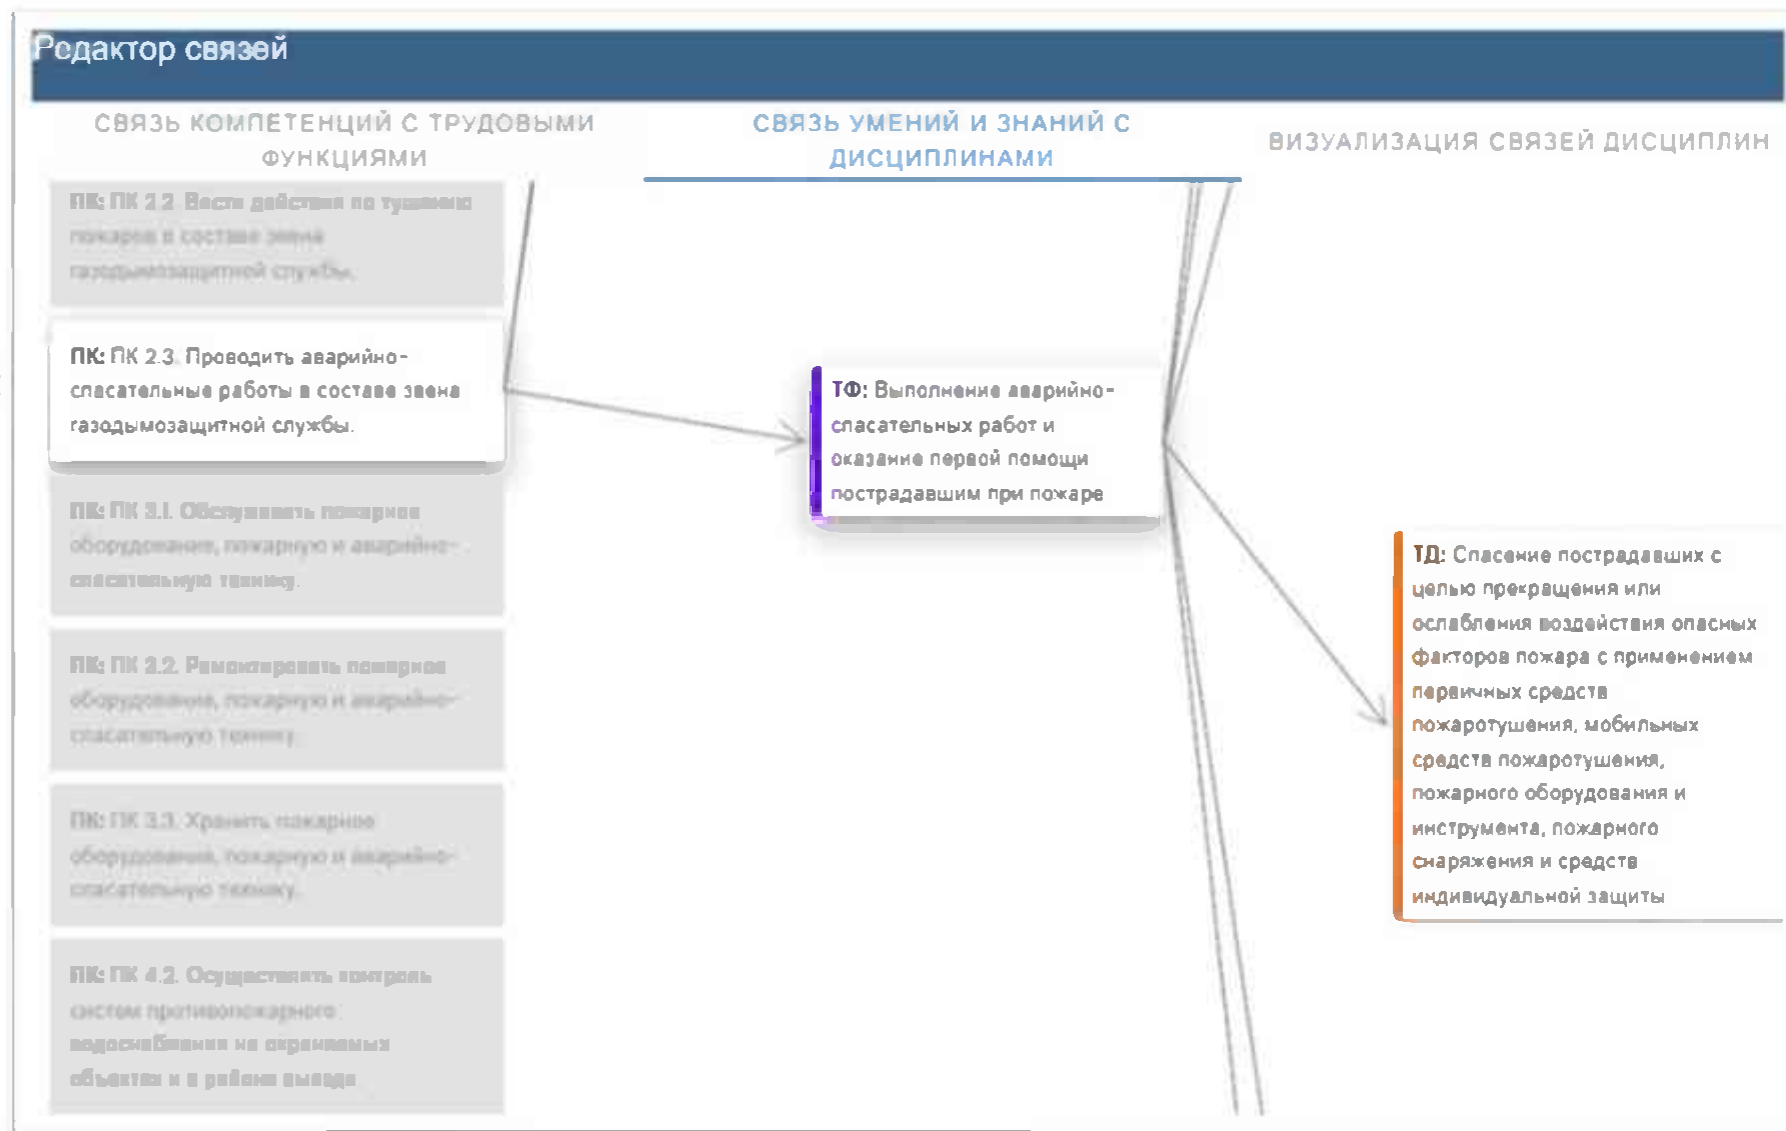 Редактор связей
СВЯЗЬ КОМПЕТЕНЦИЙ С ТРУДОВЫМИ
ФУНКЦИЯМИ
СВЯЗЬ УМЕНИЙ И ЗНАНИЙ С
ДИСЦИПЛИНАМИ
ВИЗУАЛИЗАЦИЯ СВЯЗЕЙ ДИСЦИПЛИН
ПК: ПК 2.2. Вести действия по тушению
пожаров в составе звена
газодымозащитной службы.
ПК: ПК 2.3. Проводить аварийно-
спасательные работы в составе звена
газодымозащитной службы.
ПК: ПК 3.1. Обслуживать пожарное
оборудование, пожарную и аварийно-
спасательную технику.
ПК: ПК 3.2. Ремонтировать пожарное
оборудование, пожарную и аварийно-
спасательную технику.
ПК: ПК 3.3. Хранить пожарное
оборудование, пожарную и аварийно-
спасательную технику.
ПК: ПК 4.2. Осуществлять контроль
систем противопожарного
водоснабжения на охраняемых
объектах и в районе выезда
ТФ: Выполнение аварийно-
спасательных работ и
оказание первой помощи
пострадавшим при пожаре
ТД: Спасение пострадавших с
целью прекращения или
ослабления воздействия опасных
факторов пожара с применением
первичных средств
пожаротушения, мобильных
средств пожаротушения,
пожарного оборудования и
инструмента, пожарного
снаряжения и средств
индивидуальной защиты